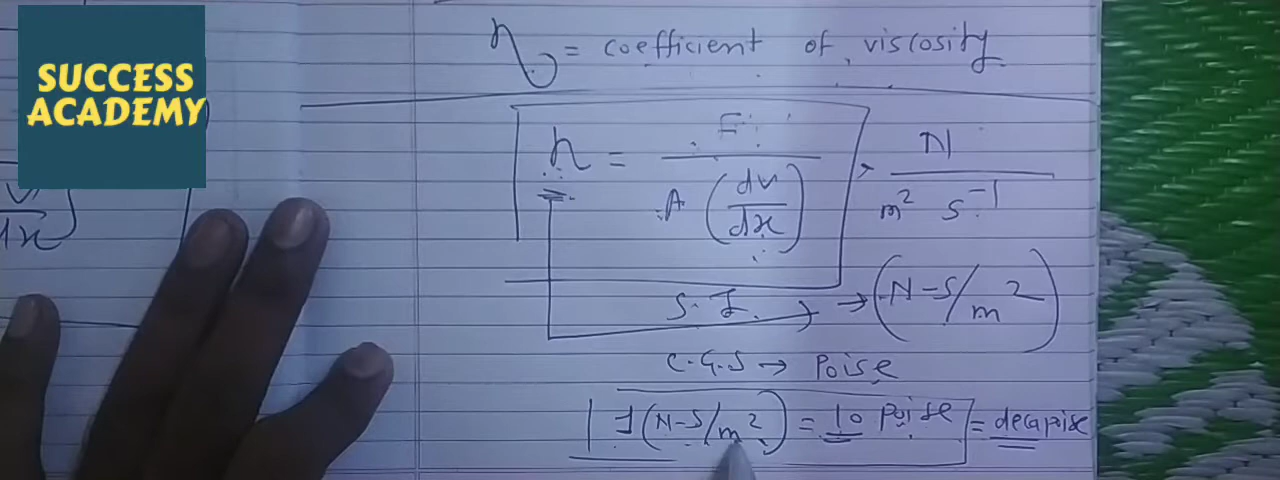 SUCCESS
ACADEMY
η = coefficient of viscosity
η = F / A (dv/dx) → N / m² s⁻¹
S.I. → (N-S/m²)
C.G.S → Poise
1 (N-S/m²) = 10 Poise = decapoise